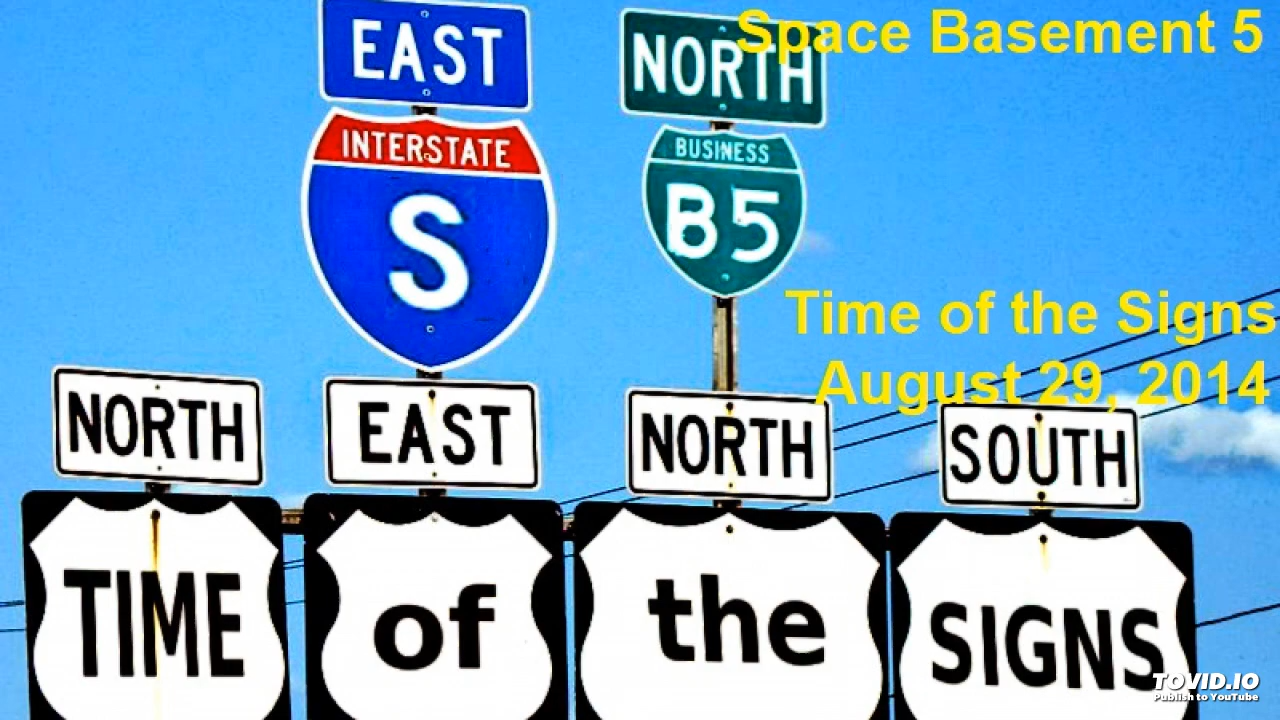 Space Basement 5
EAST
NORTH
INTERSTATE
BUSINESS
S
B5
Time of the Signs
August 29, 2014
NORTH
EAST
NORTH
SOUTH
TIME
of
the
SIGNS
TOVID.IO
Publish to YouTube